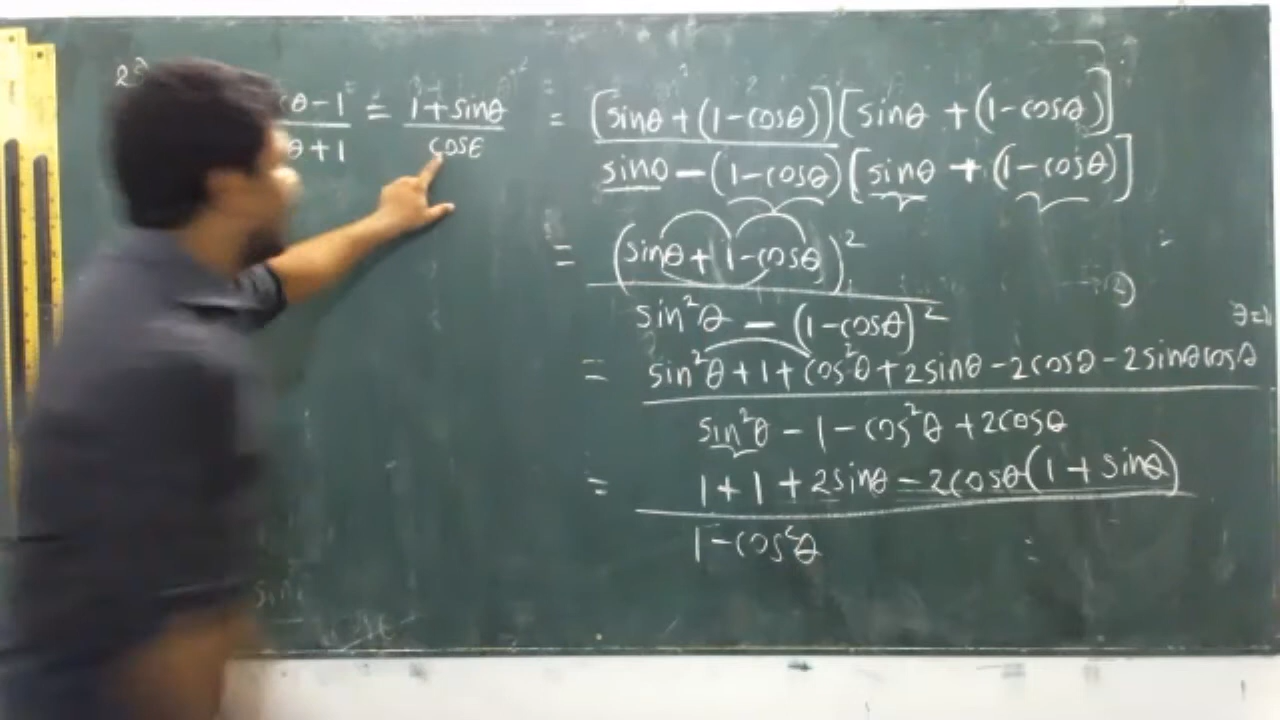 θ-1 / θ+1 = 1+sinθ / cosθ
= [sinθ+(1-cosθ)][sinθ +(1-cosθ)]
sinθ-(1-cosθ)[sinθ + (1-cosθ)]
= (sinθ+1-cosθ)²
sin²θ - (1-cosθ)²
= sin²θ+1+cos²θ+2sinθ-2cosθ-2sinθcosθ
sin²θ-1-cos²θ+2cosθ
= 1+1+2sinθ-2cosθ(1+sinθ)
1-cos²θ